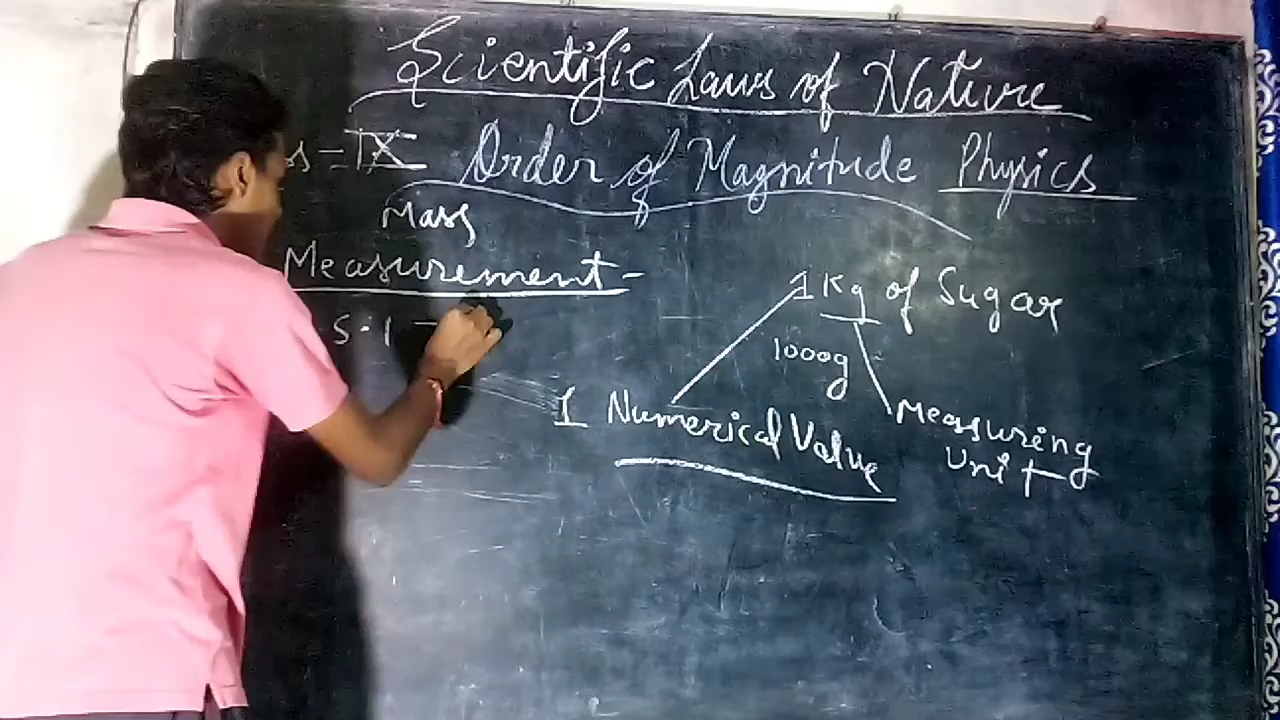 Scientific Laws of Nature
s = IX Order of Magnitude Physics
Mass
Measurement -
1 Kg of Sugar
S.I -
1000g
1 Numerical Value
Measuring
Unit